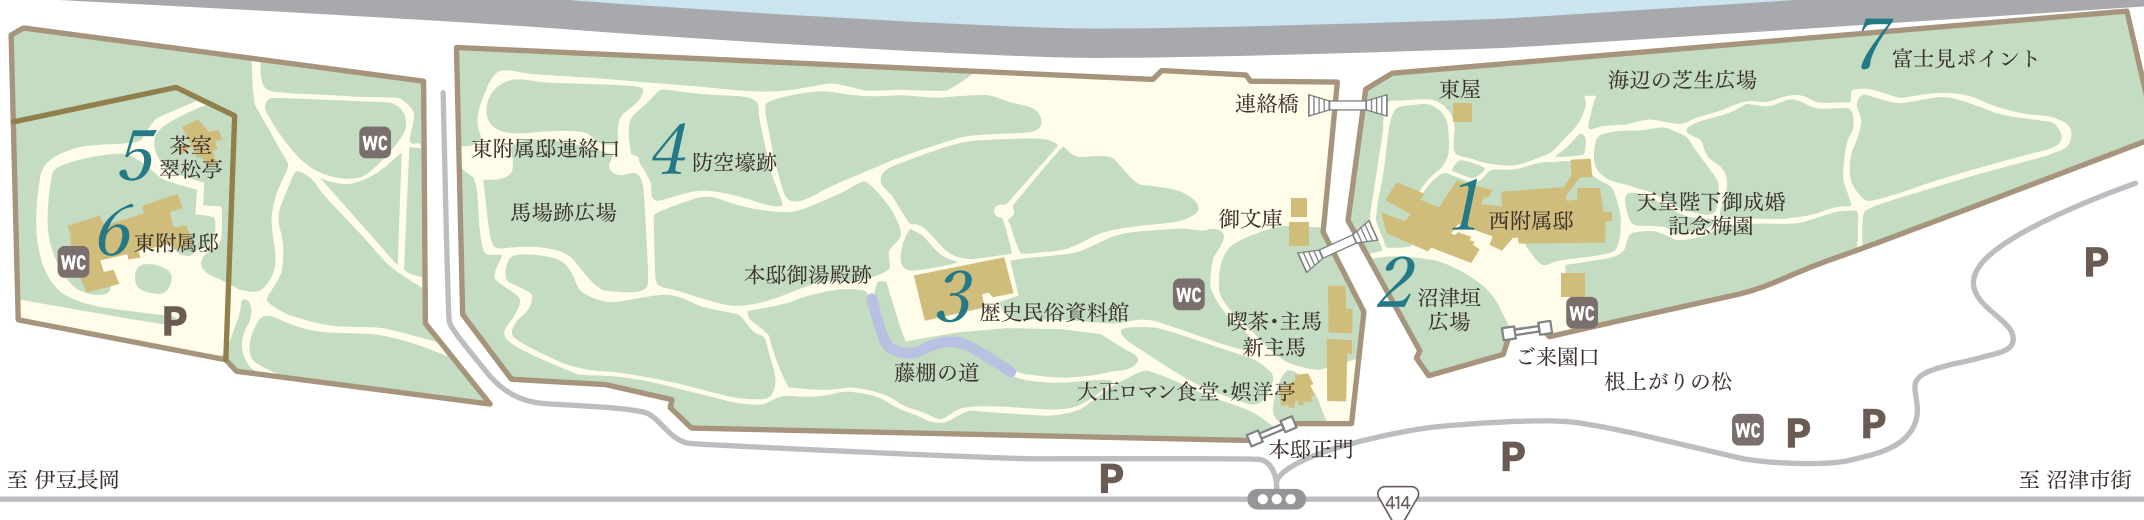 7 富士見ポイント
東屋
海辺の芝生広場
連絡橋
5 茶室
翠松亭
WC
東附属邸連絡口
4 防空壕跡
馬場跡広場
御文庫
1 西附属邸
天皇陛下御成婚
記念梅園
6 東附属邸
WC
P
本邸御湯殿跡
3 歴史民俗資料館
WC
2 沼津垣
広場
WC
P
喫茶・主馬
新主馬
藤棚の道
大正ロマン食堂・娯洋亭
ご来園口
根上がりの松
本邸正門
WC
P
P
P
P
至 伊豆長岡
414
至 沼津市街